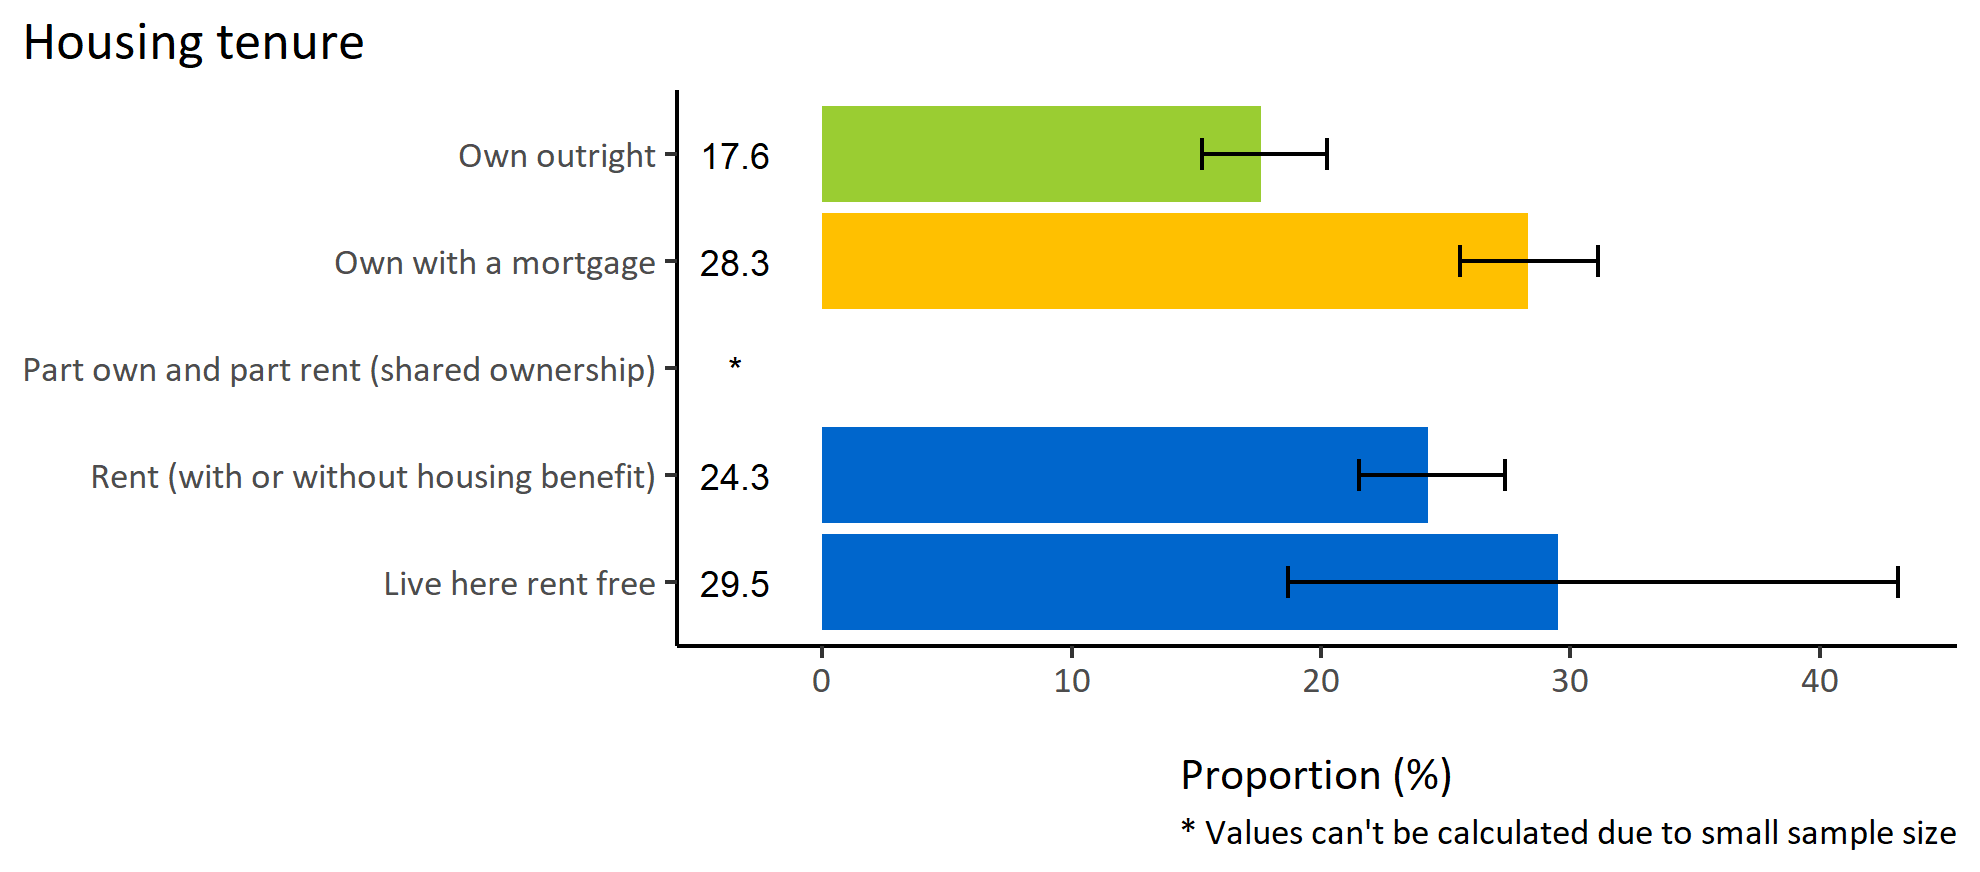 Housing tenure
Own outright 17.6
Own with a mortgage 28.3
Part own and part rent (shared ownership) *
Rent (with or without housing benefit) 24.3
Live here rent free 29.5
0 10 20 30 40
Proportion (%)
* Values can't be calculated due to small sample size